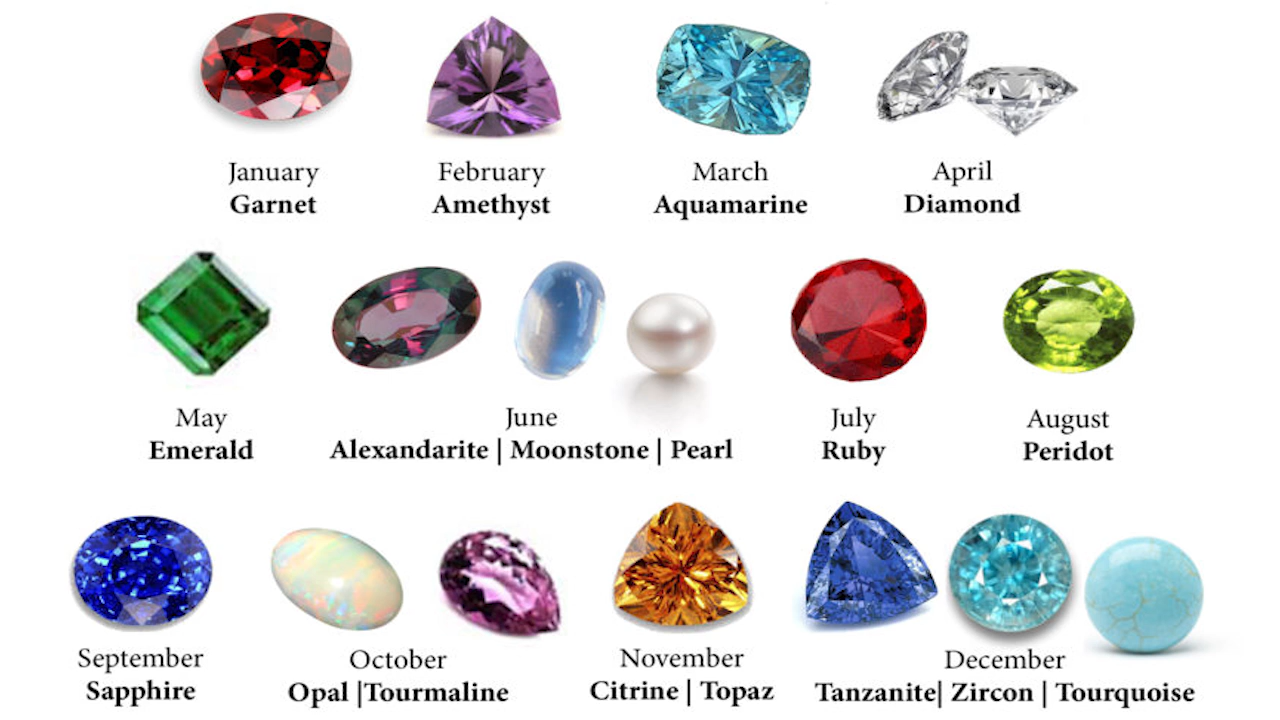 January
Garnet
February
Amethyst
March
Aquamarine
April
Diamond
May
Emerald
June
Alexandarite | Moonstone | Pearl
July
Ruby
August
Peridot
September
Sapphire
October
Opal |Tourmaline
November
Citrine | Topaz
December
Tanzanite| Zircon | Tourquoise